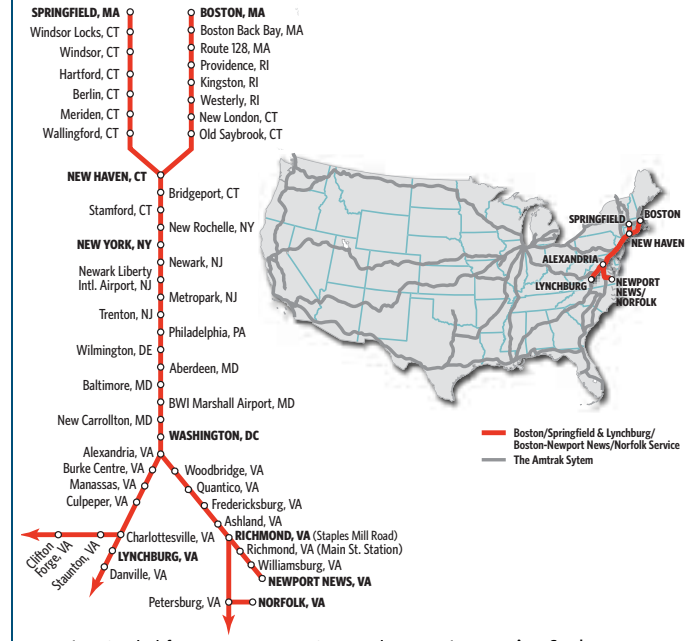 SPRINGFIELD, MA
Windsor Locks, CT
Windsor, CT
Hartford, CT
Berlin, CT
Meriden, CT
Wallingford, CT
BOSTON, MA
Boston Back Bay, MA
Route 128, MA
Providence, RI
Kingston, RI
Westerly, RI
New London, CT
Old Saybrook, CT
NEW HAVEN, CT
Bridgeport, CT
Stamford, CT
New Rochelle, NY
NEW YORK, NY
Newark, NJ
Newark Liberty
Intl. Airport, NJ
Metropark, NJ
Trenton, NJ
Philadelphia, PA
Wilmington, DE
Aberdeen, MD
Baltimore, MD
BWI Marshall Airport, MD
New Carrollton, MD
WASHINGTON, DC
Alexandria, VA
Burke Centre, VA
Manassas, VA
Culpeper, VA
Charlottesville, VA
Clifton
Forge, VA
Staunton, VA
LYNCHBURG, VA
Danville, VA
Woodbridge, VA
Quantico, VA
Fredericksburg, VA
Ashland, VA
RICHMOND, VA (Staples Mill Road)
Richmond, VA (Main St. Station)
Williamsburg, VA
NEWPORT NEWS, VA
Petersburg, VA
NORFOLK, VA
SPRINGFIELD
BOSTON
NEW HAVEN
ALEXANDRIA
LYNCHBURG
NEWPORT
NEWS/
NORFOLK
Boston/Springfield & Lynchburg/
Boston-Newport News/Norfolk Service
The Amtrak Sytem